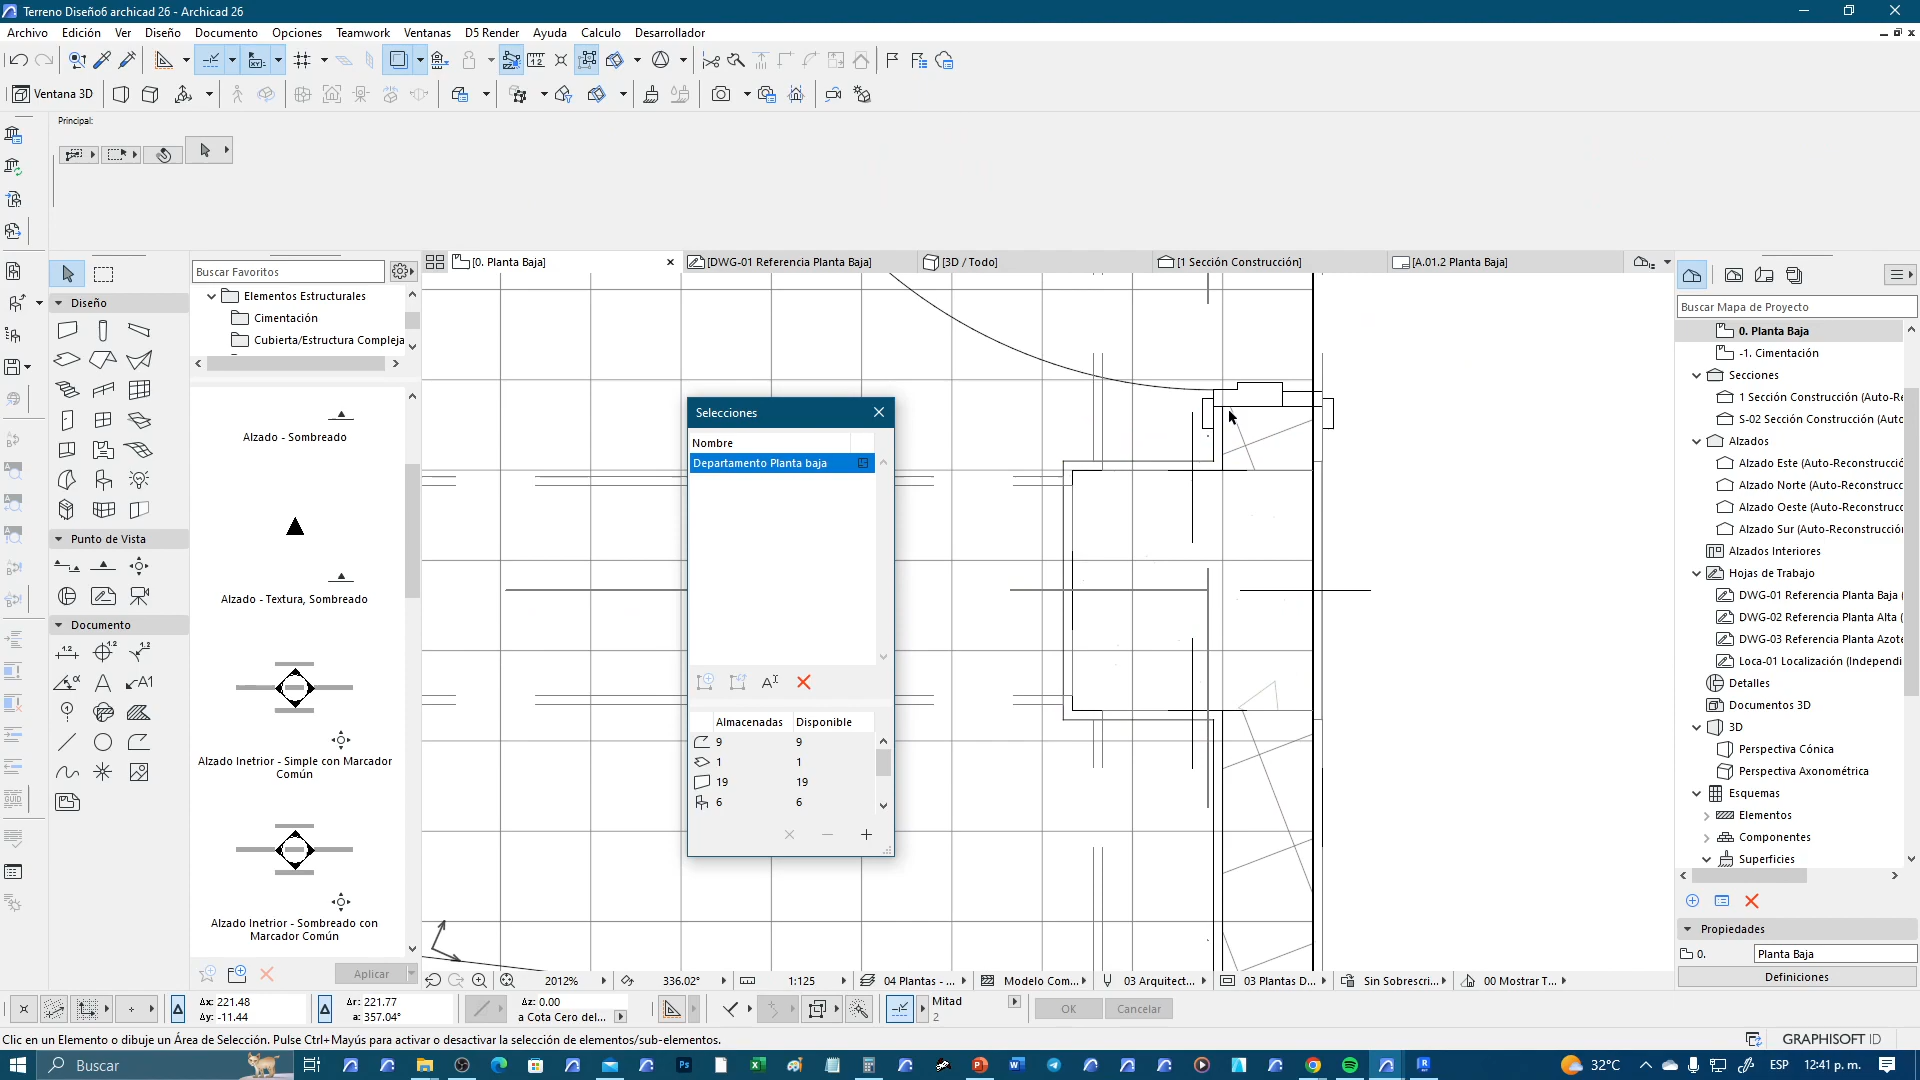 Terreno Diseño6 archicad 26 - Archicad 26
Archivo Edición Ver Diseño Documento Opciones Teamwork Ventanas D5 Render Ayuda Calculo Desarrollador
Ventana 3D
Principal:
[0. Planta Baja] [DWG-01 Referencia Planta Baja] [3D / Todo] [1 Sección Construcción] [A.01.2 Planta Baja]
Buscar Favoritos
Elementos Estructurales
Cimentación
Cubierta/Estructura Compleja
Diseño
Punto de Vista
Documento
Alzado - Sombreado
Alzado - Textura, Sombreado
Alzado Inetrior - Simple con Marcador
Común
Alzado Inetrior - Sombreado con
Marcador Común
Aplicar
Selecciones
Nombre
Departamento Planta baja
Almacenadas Disponible
9 9
1 1
19 19
6 6
Buscar Mapa de Proyecto
0. Planta Baja
-1. Cimentación
Secciones
1 Sección Construcción (Auto-Re
S-02 Sección Construcción (Autc
Alzados
Alzado Este (Auto-Reconstrucció
Alzado Norte (Auto-Reconstrucc
Alzado Oeste (Auto-Reconstrucc
Alzado Sur (Auto-Reconstrucció
Alzados Interiores
Hojas de Trabajo
DWG-01 Referencia Planta Baja (
DWG-02 Referencia Planta Alta (
DWG-03 Referencia Planta Azote
Loca-01 Localización (Independi
Detalles
Documentos 3D
3D
Perspectiva Cónica
Perspectiva Axonométrica
Esquemas
Elementos
Componentes
Superficies
Propiedades
0. Planta Baja
Definiciones
2012% 336.02° 1:125 04 Plantas - ... Modelo Com... 03 Arquitect... 03 Plantas D... Sin Sobrescri... 00 Mostrar T...
Δx: 221.48 Δr: 221.77 Δz: 0.00 Mitad
Δy: -11.44 a: 357.04° a Cota Cero del... 2
OK Cancelar
Clic en un Elemento o dibuje un Área de Selección. Pulse Ctrl+Mayús para activar o desactivar la selección de elementos/sub-elementos.
GRAPHISOFT ID
Buscar 32°C ESP 12:41 p. m.